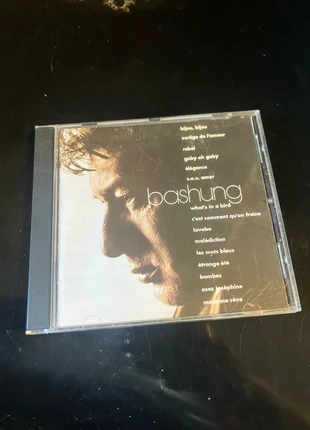 bijou, bijou
vertige de l'amour
rebel
gaby oh gaby
élégance
s.o.s. amor
bashung
what's in a bird
c'est comment qu'on freine
lavabo
malédiction
les mots bleus
étrange été
bombez
osez joséphine
madame rêve